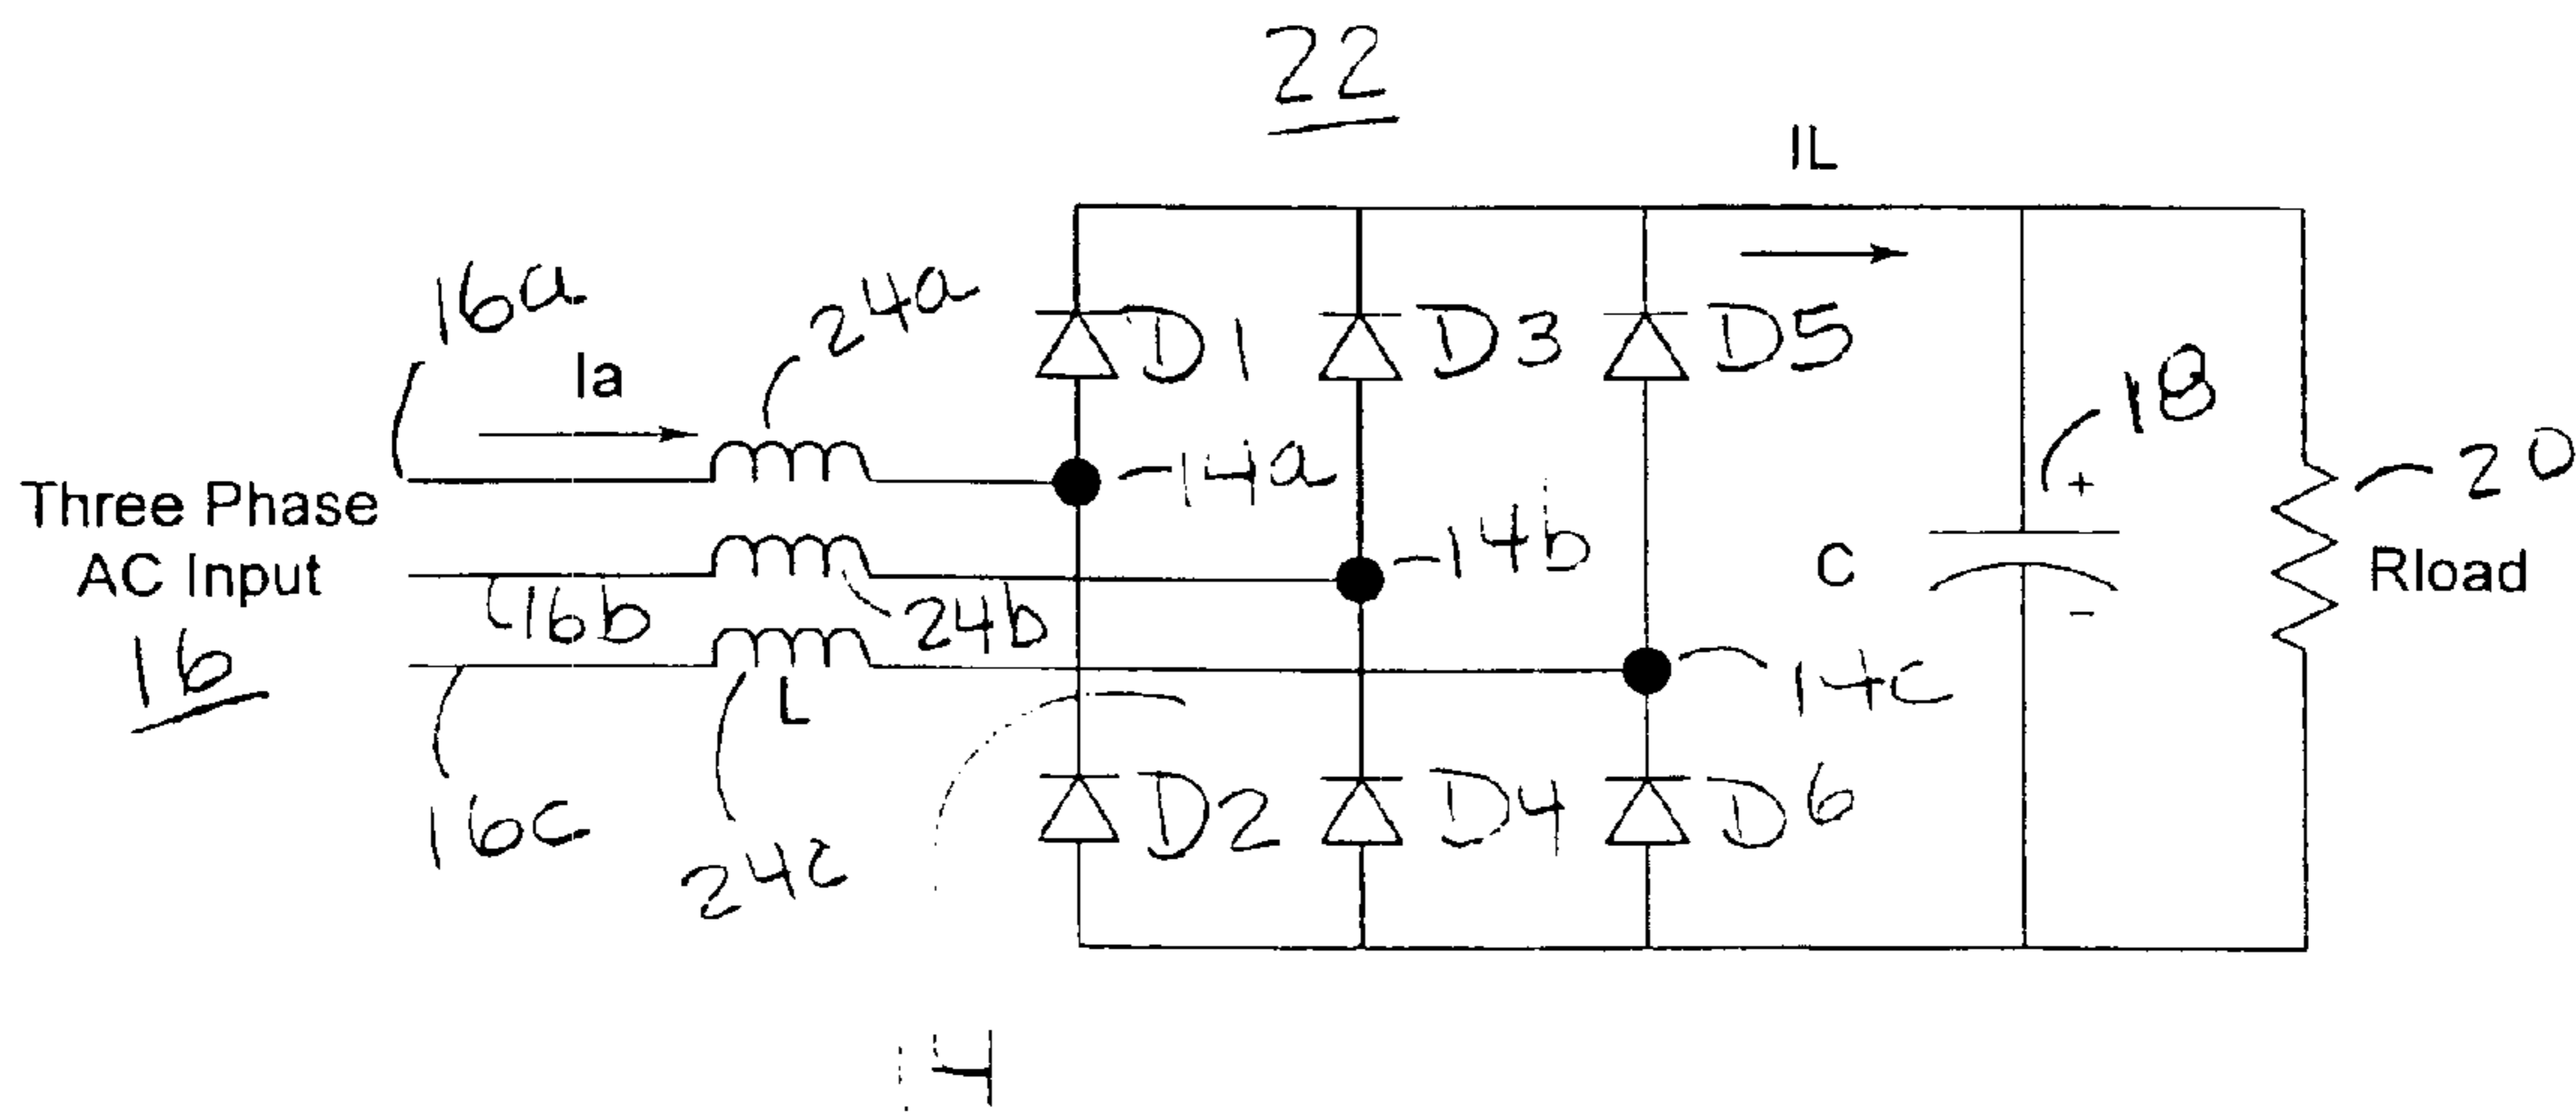 22
IL
16a
24a
Ia
D1
D3
D5
18
14a
20
Three Phase
AC Input
14b
+
C
Rload
16b
24b
-
16
L
14c
16c
24c
D2
D4
D6
14